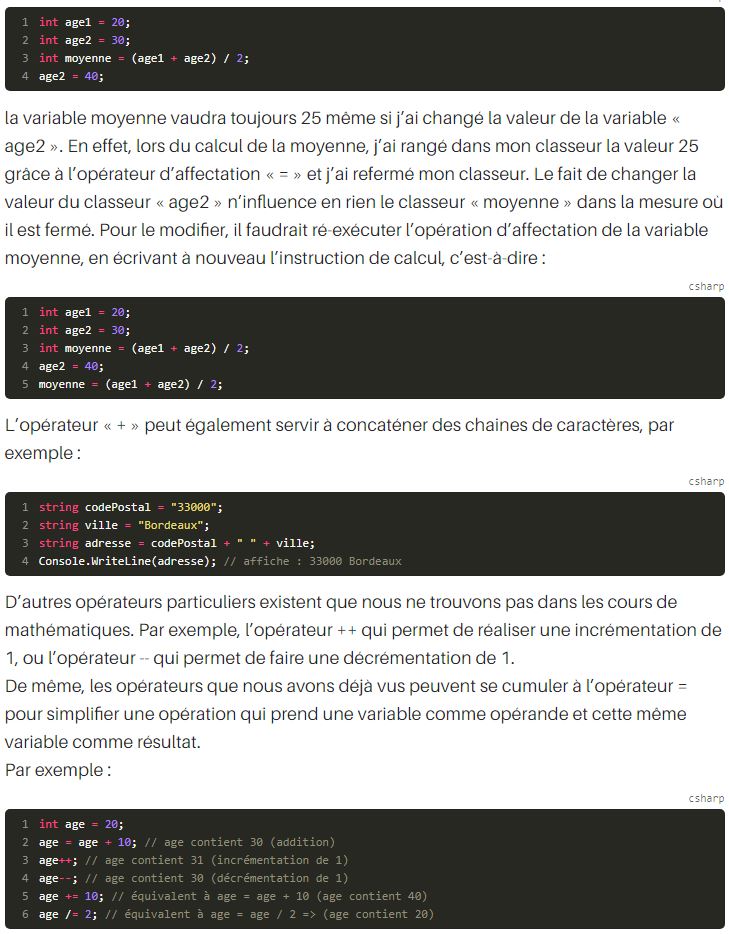 1 int age1 = 20;
2 int age2 = 30;
3 int moyenne = (age1 + age2) / 2;
4 age2 = 40;
la variable moyenne vaudra toujours 25 même si j’ai changé la valeur de la variable «
age2 ». En effet, lors du calcul de la moyenne, j’ai rangé dans mon classeur la valeur 25
grâce à l’opérateur d’affectation « = » et j’ai refermé mon classeur. Le fait de changer la
valeur du classeur « age2 » n’influence en rien le classeur « moyenne » dans la mesure où
il est fermé. Pour le modifier, il faudrait ré-exécuter l’opération d’affectation de la variable
moyenne, en écrivant à nouveau l’instruction de calcul, c’est-à-dire :
csharp
1 int age1 = 20;
2 int age2 = 30;
3 int moyenne = (age1 + age2) / 2;
4 age2 = 40;
5 moyenne = (age1 + age2) / 2;
L’opérateur « + » peut également servir à concaténer des chaines de caractères, par
exemple :
csharp
1 string codePostal = "33000";
2 string ville = "Bordeaux";
3 string adresse = codePostal + " " + ville;
4 Console.WriteLine(adresse); // affiche : 33000 Bordeaux
D’autres opérateurs particuliers existent que nous ne trouvons pas dans les cours de
mathématiques. Par exemple, l’opérateur ++ qui permet de réaliser une incrémentation de
1, ou l’opérateur -- qui permet de faire une décrémentation de 1.
De même, les opérateurs que nous avons déjà vus peuvent se cumuler à l’opérateur =
pour simplifier une opération qui prend une variable comme opérande et cette même
variable comme résultat.
Par exemple :
csharp
1 int age = 20;
2 age = age + 10; // age contient 30 (addition)
3 age++; // age contient 31 (incrémentation de 1)
4 age--; // age contient 30 (décrémentation de 1)
5 age += 10; // équivalent à age = age + 10 (age contient 40)
6 age /= 2; // équivalent à age = age / 2 => (age contient 20)